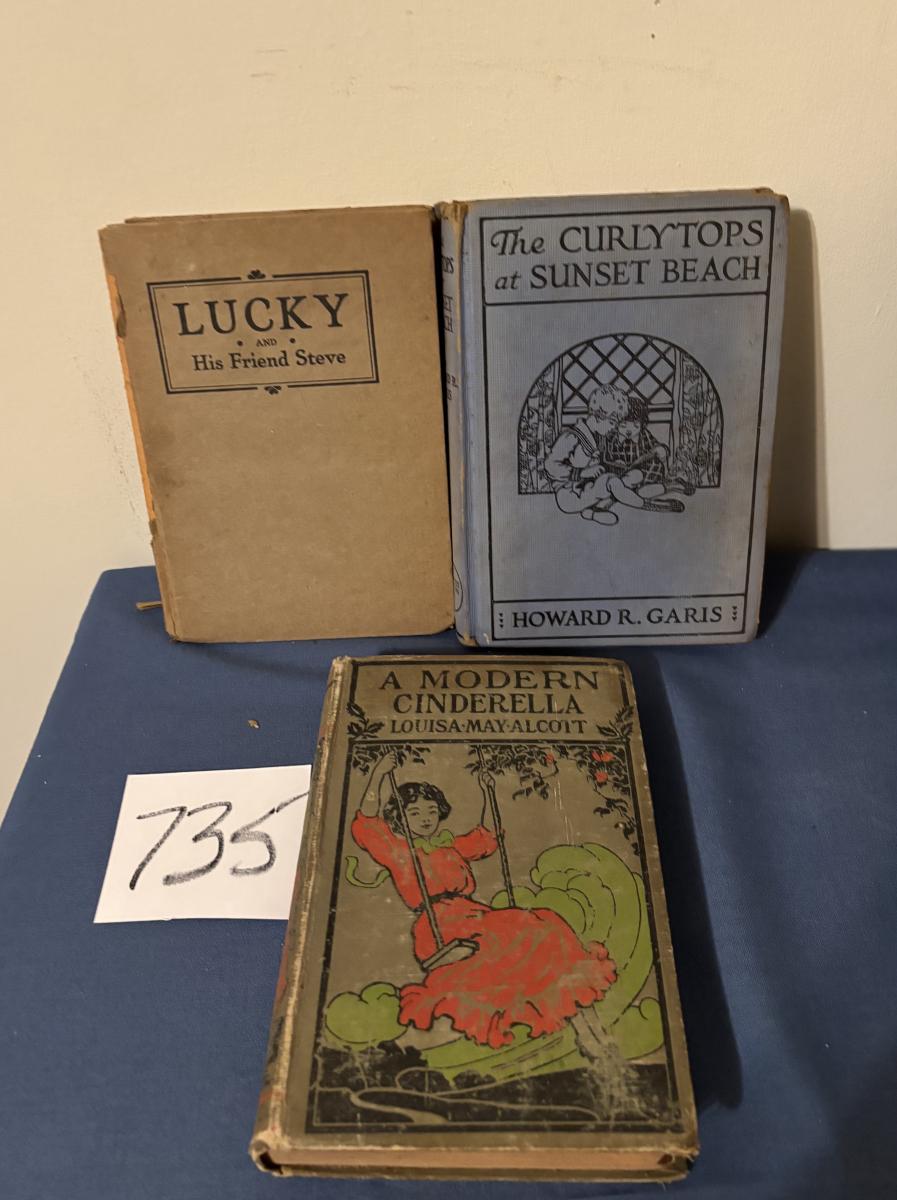 LUCKY
• AND •
His Friend Steve
The CURLYTOPS
at SUNSET BEACH
HOWARD R. GARIS
A MODERN
CINDERELLA
LOUISA•MAY•ALCOTT
735